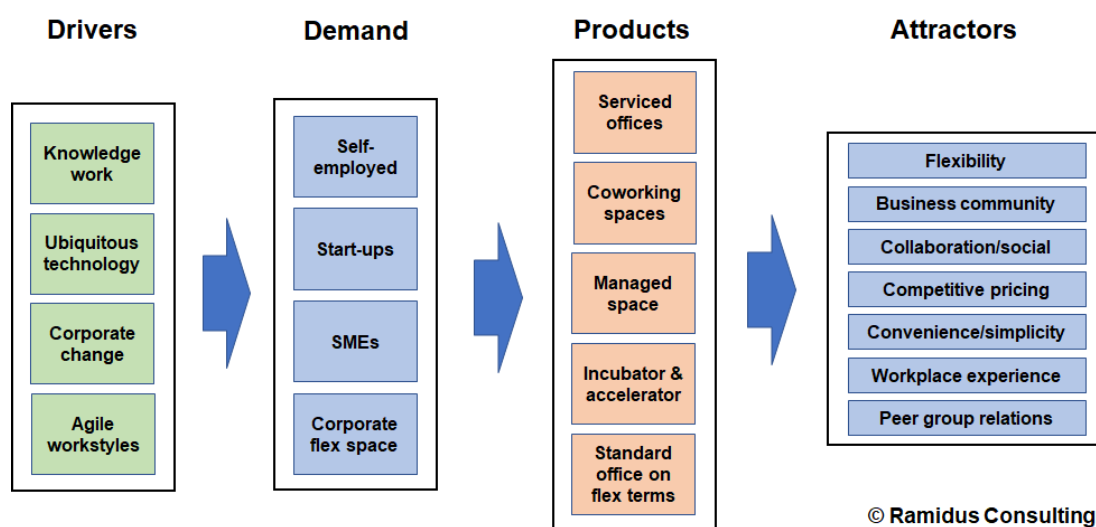 Drivers
Knowledge
work
Ubiquitous
technology
Corporate
change
Agile
workstyles
Demand
Self-
employed
Start-ups
SMEs
Corporate
flex space
Products
Serviced
offices
Coworking
spaces
Managed
space
Incubator &
accelerator
Standard
office on
flex terms
Attractors
Flexibility
Business community
Collaboration/social
Competitive pricing
Convenience/simplicity
Workplace experience
Peer group relations
© Ramidus Consulting